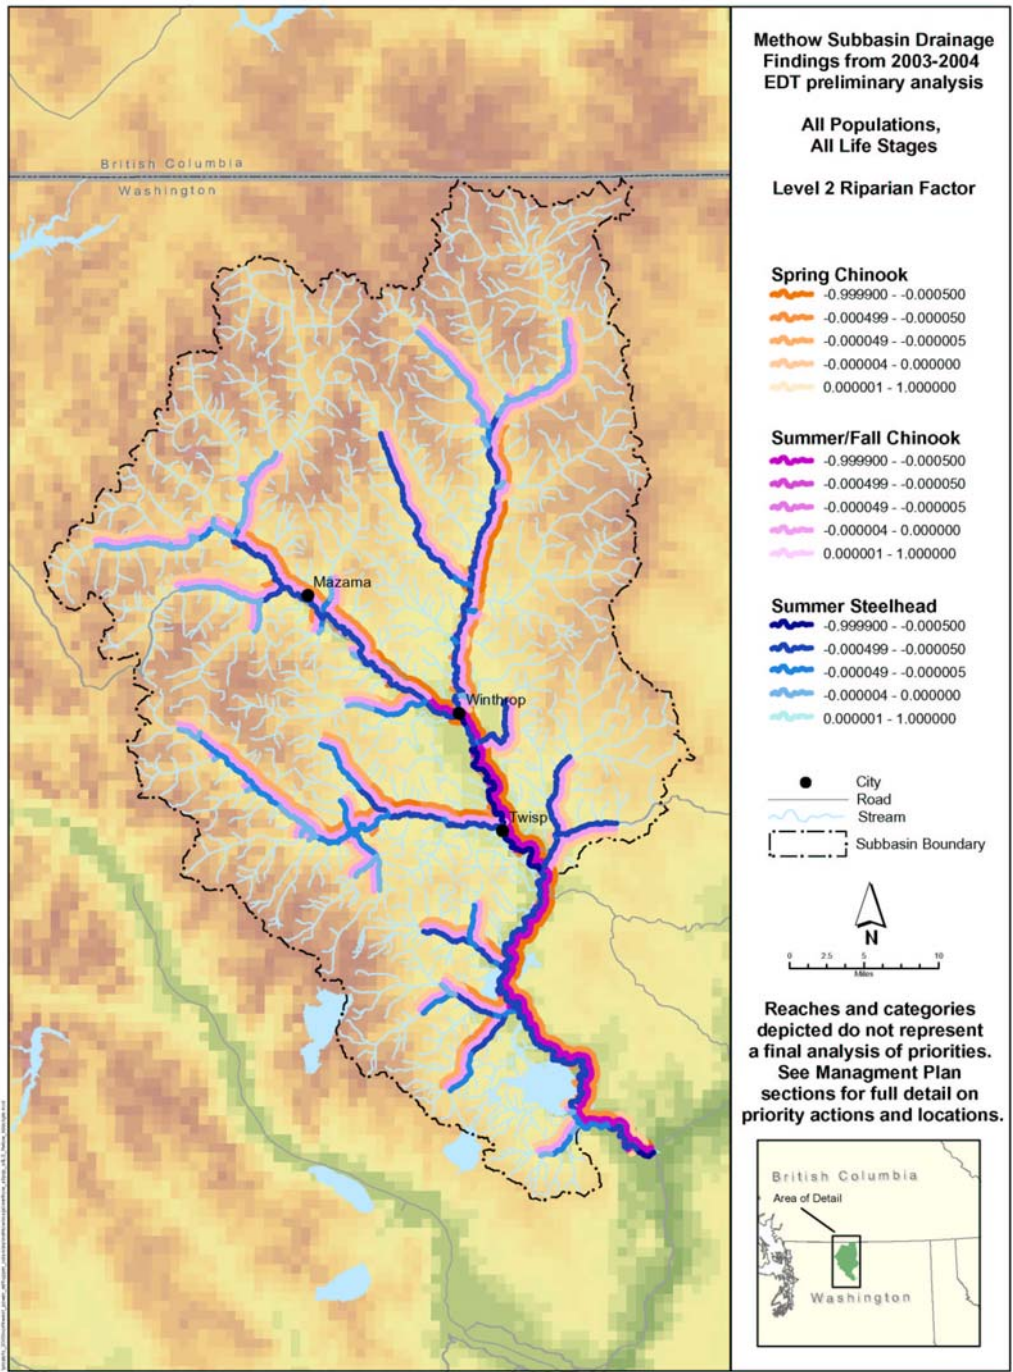 Methow Subbasin Drainage
Findings from 2003-2004
EDT preliminary analysis
All Populations,
All Life Stages
Level 2 Riparian Factor
Spring Chinook
-0.999900 - -0.000500
-0.000499 - -0.000050
-0.000049 - -0.000005
-0.000004 - 0.000000
0.000001 - 1.000000
Summer/Fall Chinook
-0.999900 - -0.000500
-0.000499 - -0.000050
-0.000049 - -0.000005
-0.000004 - 0.000000
0.000001 - 1.000000
Summer Steelhead
-0.999900 - -0.000500
-0.000499 - -0.000050
-0.000049 - -0.000005
-0.000004 - 0.000000
0.000001 - 1.000000
City
Road
Stream
Subbasin Boundary
N
0 2.5 5 10
Miles
Reaches and categories
depicted do not represent
a final analysis of priorities.
See Managment Plan
sections for full detail on
priority actions and locations.
British Columbia
Area of Detail
Washington
British Columbia
Washington
Mazama
Winthrop
Twisp